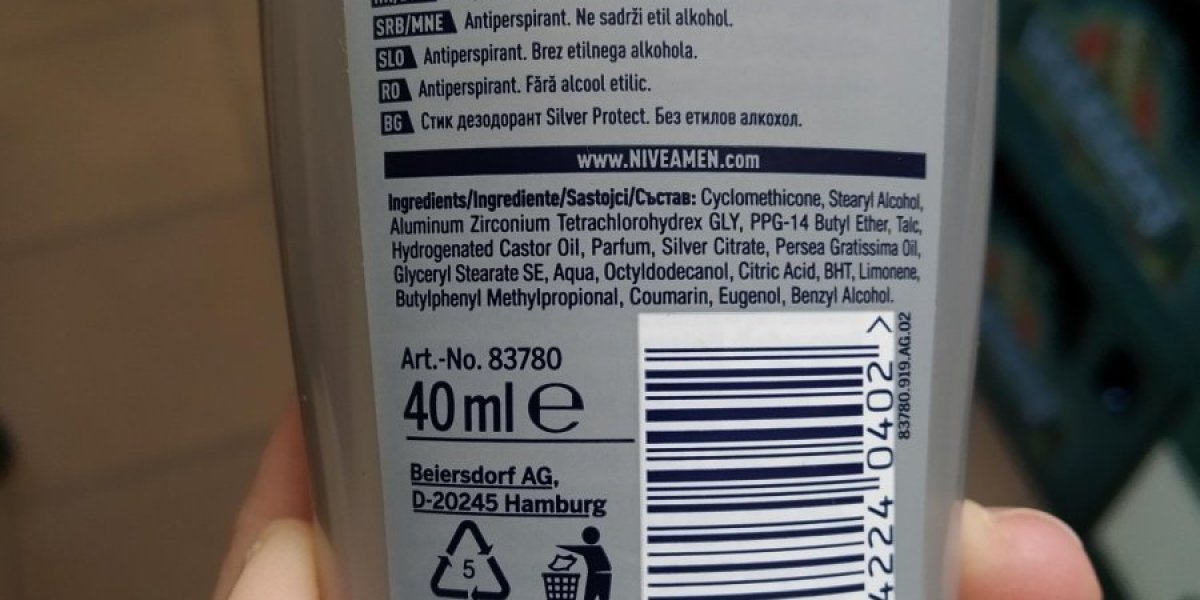 SRB/MNE Antiperspirant. Ne sadrži etil alkohol.
SLO Antiperspirant. Brez etilnega alkohola.
RO Antiperspirant. Fără alcool etilic.
BG Стик дезодорант Silver Protect. Без етилов алкохол.
www.NIVEAMEN.com
Ingredients/Ingrediente/Sastojci/Състав: Cyclomethicone, Stearyl Alcohol,
Aluminum Zirconium Tetrachlorohydrex GLY, PPG-14 Butyl Ether, Talc,
Hydrogenated Castor Oil, Parfum, Silver Citrate, Persea Gratissima Oil,
Glyceryl Stearate SE, Aqua, Octyldodecanol, Citric Acid, BHT, Limonene,
Butylphenyl Methylpropional, Coumarin, Eugenol, Benzyl Alcohol.
Art.-No. 83780
40 ml e
Beiersdorf AG,
D-20245 Hamburg
5
4224 0402 >
83780.919.AG.02